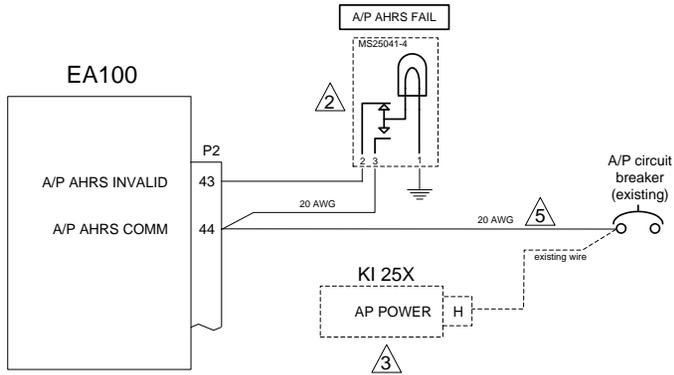 A/P AHRS FAIL
MS25041-4
EA100
2
P2
2 3 1
A/P AHRS INVALID 43
A/P circuit
breaker
(existing)
20 AWG
A/P AHRS COMM 44
20 AWG
5
existing wire
KI 25X
AP POWER H
3